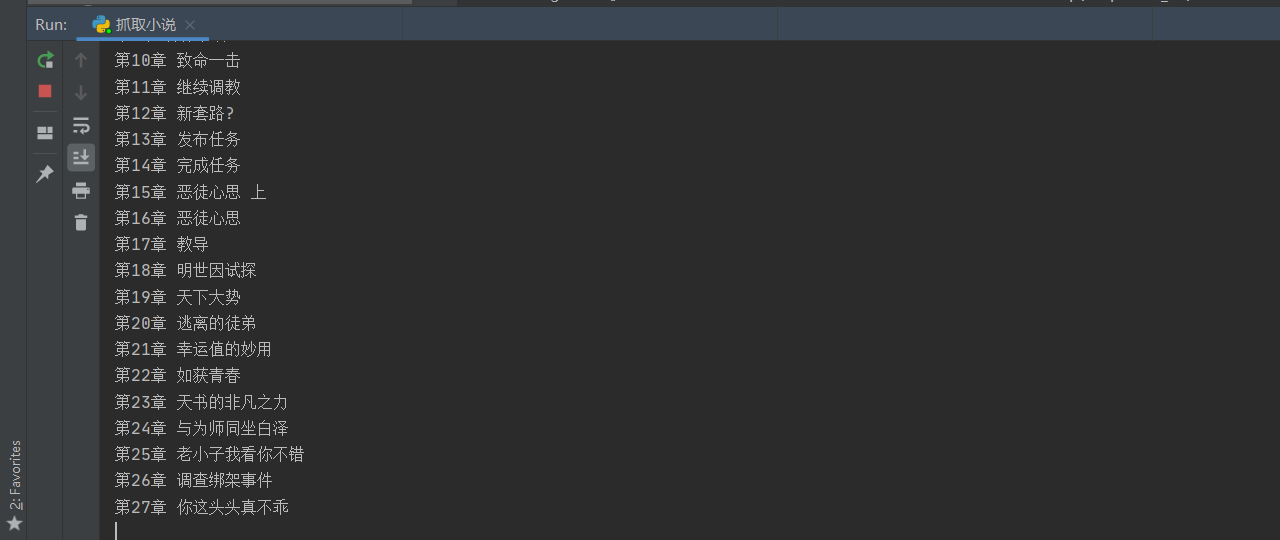 Run:
抓取小说
第10章 致命一击
第11章 继续调教
第12章 新套路?
第13章 发布任务
第14章 完成任务
第15章 恶徒心思 上
第16章 恶徒心思
第17章 教导
第18章 明世因试探
第19章 天下大势
第20章 逃离的徒弟
第21章 幸运值的妙用
第22章 如获青春
第23章 天书的非凡之力
第24章 与为师同坐白泽
第25章 老小子我看你不错
第26章 调查绑架事件
第27章 你这头头真不乖
2: Favorites